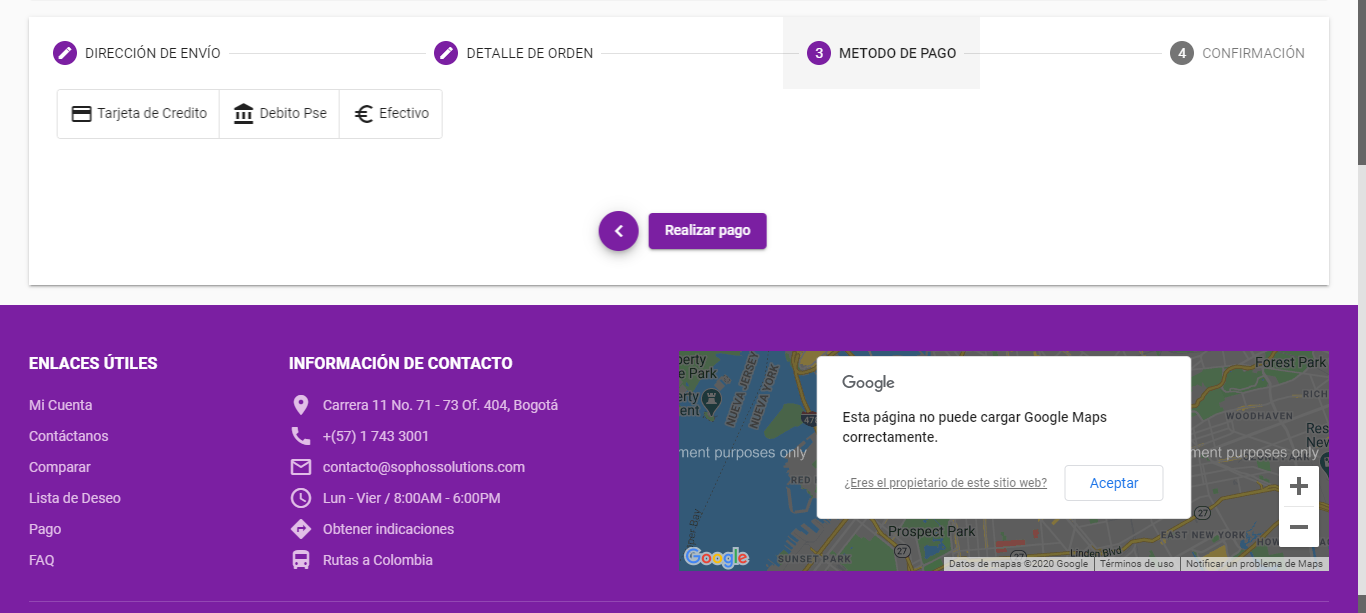 DIRECCIÓN DE ENVÍO
DETALLE DE ORDEN
3 METODO DE PAGO
4 CONFIRMACIÓN
Tarjeta de Credito
Debito Pse
Efectivo
Realizar pago
ENLACES ÚTILES
Mi Cuenta
Contáctanos
Comparar
Lista de Deseo
Pago
FAQ
INFORMACIÓN DE CONTACTO
Carrera 11 No. 71 - 73 Of. 404, Bogotá
+(57) 1 743 3001
contacto@sophossolutions.com
Lun - Vier / 8:00AM - 6:00PM
Obtener indicaciones
Rutas a Colombia
NUEVA JERSEY
NUEVA YORK
Forest Park
WOODHAVEN
ment purposes only
ment purposes only
Google
Esta página no puede cargar Google Maps
correctamente.
¿Eres el propietario de este sitio web?
Aceptar
Prospect Park
27
EAST NEW YORK
27
SUNSET PARK
Linden Blvd
27
Google
Datos de mapas ©2020 Google
Términos de uso
Notificar un problema de Maps